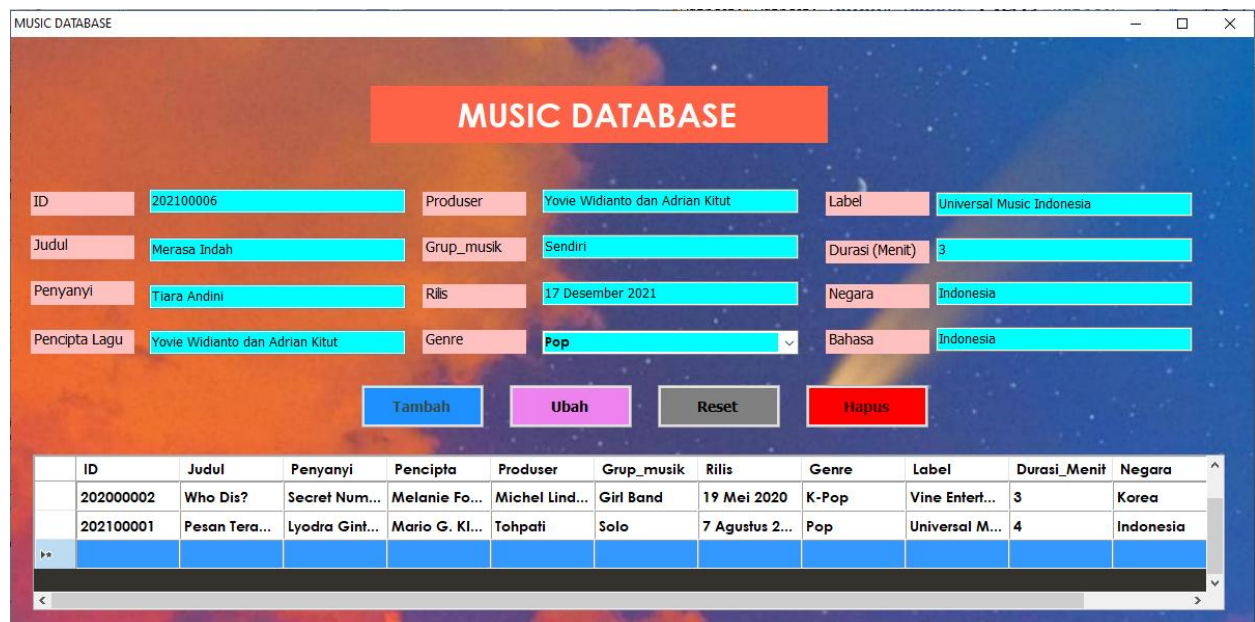 MUSIC DATABASE
MUSIC DATABASE
ID 202100006 Produser Yovie Widianto dan Adrian Kitut Label Universal Music Indonesia
Judul Merasa Indah Grup_musik Sendiri Durasi (Menit) 3
Penyanyi Tiara Andini Rilis 17 Desember 2021 Negara Indonesia
Pencipta Lagu Yovie Widianto dan Adrian Kitut Genre Pop Bahasa Indonesia
Tambah Ubah Reset Hapus
ID Judul Penyanyi Pencipta Produser Grup_musik Rilis Genre Label Durasi_Menit Negara
202000002 Who Dis? Secret Num... Melanie Fo... Michel Lind... Girl Band 19 Mei 2020 K-Pop Vine Entert... 3 Korea
202100001 Pesan Tera... Lyodra Gint... Mario G. Kl... Tohpati Solo 7 Agustus 2... Pop Universal M... 4 Indonesia